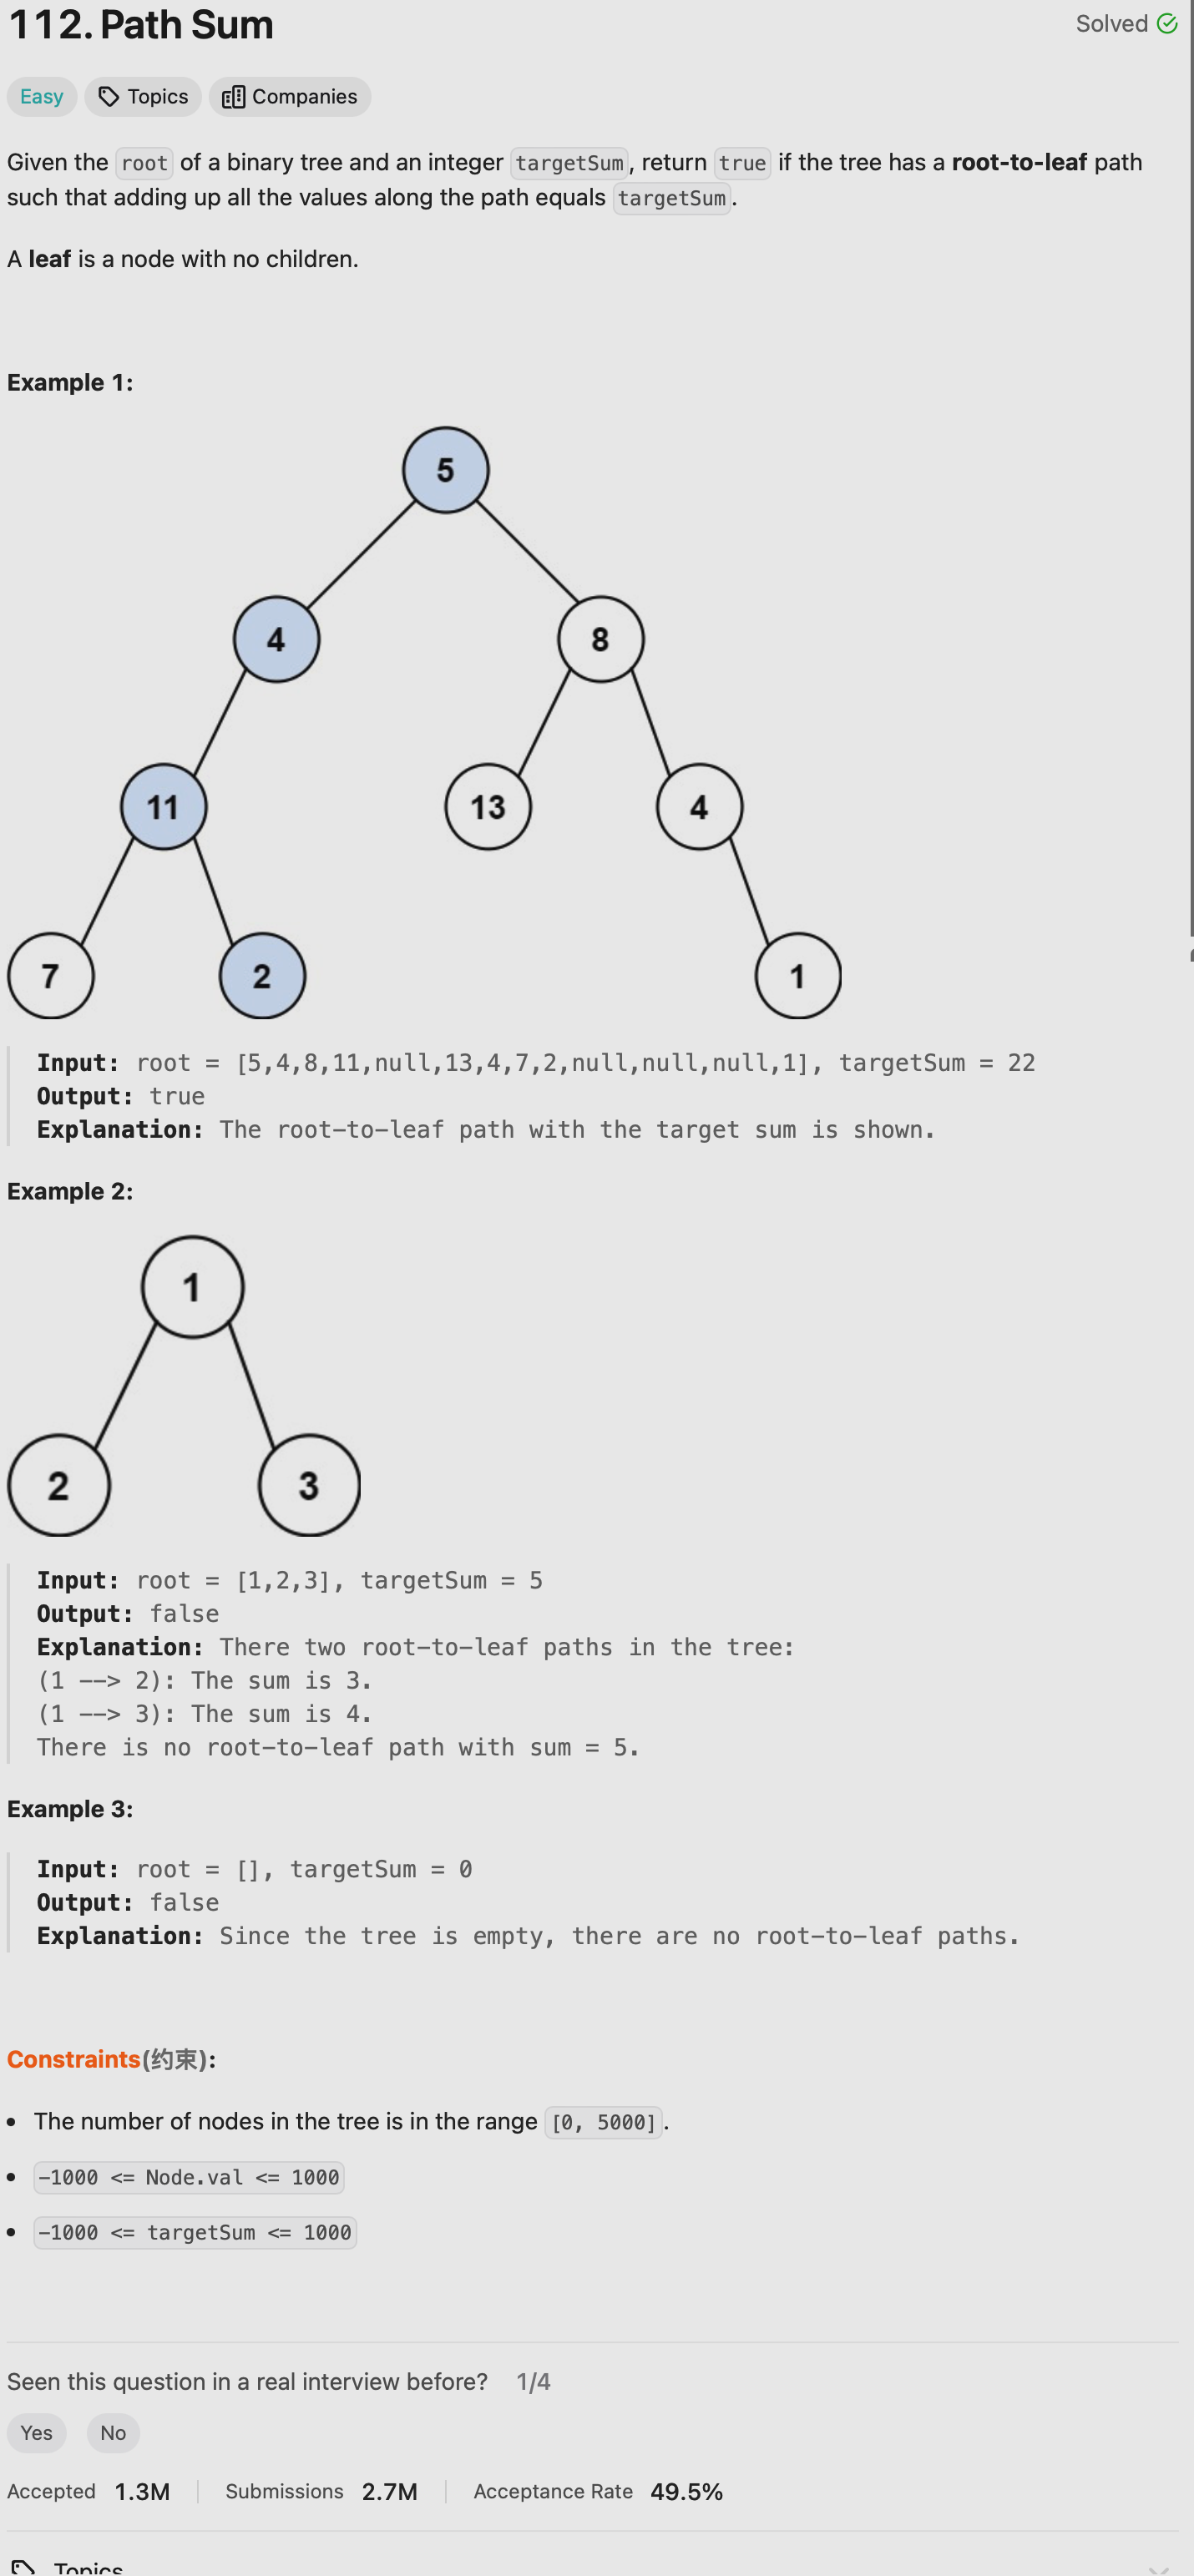 112. Path Sum
Solved
Easy Topics Companies
Given the root of a binary tree and an integer targetSum, return true if the tree has a root-to-leaf path
such that adding up all the values along the path equals targetSum.
A leaf is a node with no children.
Example 1:
5
4 8
11 13 4
7 2 1
Input: root = [5,4,8,11,null,13,4,7,2,null,null,null,1], targetSum = 22
Output: true
Explanation: The root-to-leaf path with the target sum is shown.
Example 2:
1
2 3
Input: root = [1,2,3], targetSum = 5
Output: false
Explanation: There two root-to-leaf paths in the tree:
(1 --> 2): The sum is 3.
(1 --> 3): The sum is 4.
There is no root-to-leaf path with sum = 5.
Example 3:
Input: root = [], targetSum = 0
Output: false
Explanation: Since the tree is empty, there are no root-to-leaf paths.
Constraints(约束):
• The number of nodes in the tree is in the range [0, 5000].
• -1000 <= Node.val <= 1000
• -1000 <= targetSum <= 1000
Seen this question in a real interview before? 1/4
Yes No
Accepted 1.3M Submissions 2.7M Acceptance Rate 49.5%
Topics